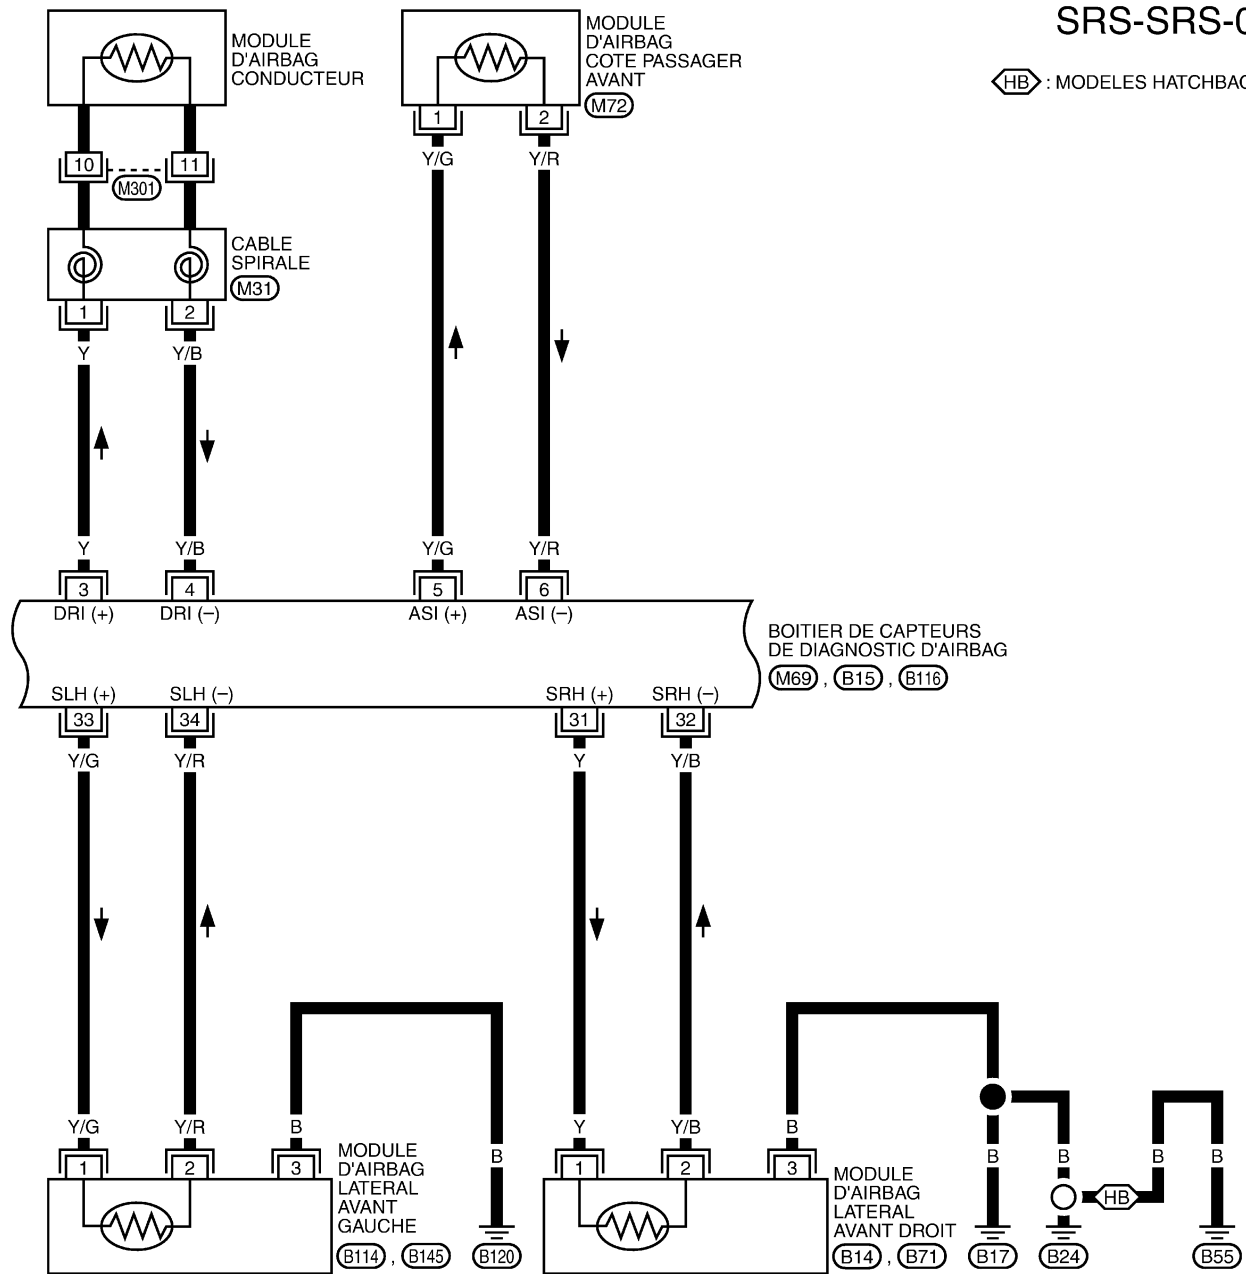 SRS-SRS-0
HB : MODELES HATCHBAC
MODULE
D'AIRBAG
CONDUCTEUR
MODULE
D'AIRBAG
COTE PASSAGER
AVANT
M72
1 2
Y/G Y/R
10 11
M301
CABLE
SPIRALE
M31
1 2
Y Y/B
Y Y/B Y/G Y/R
3 4 5 6
DRI (+) DRI (–) ASI (+) ASI (–)
BOITIER DE CAPTEURS
DE DIAGNOSTIC D'AIRBAG
M69 , B15 , B116
SLH (+) SLH (–) SRH (+) SRH (–)
33 34 31 32
Y/G Y/R Y Y/B
Y/G Y/R B Y Y/B B
1 2 3
MODULE
D'AIRBAG
LATERAL
AVANT
GAUCHE
B114 , B145
B
B120
1 2 3
MODULE
D'AIRBAG
LATERAL
AVANT DROIT
B14 , B71
B B B B
HB
B17 B24 B55